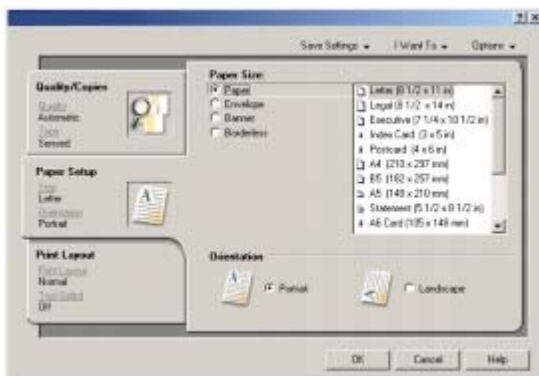 Save Settings I Want To Options
Quality/Copies
Quality
Automatic
Type
Sensed
Paper Setup
Size
Letter
Orientation
Portrait
Print Layout
Print Layout
Normal
Two-Sided
Off
Paper Size
Paper
Envelope
Banner
Borderless
Letter (8 1/2 x 11 in)
Legal (8 1/2 x 14 in)
Executive (7 1/4 x 10 1/2 in)
Index Card (3 x 5 in)
Postcard (4 x 6 in)
A4 (210 x 297 mm)
B5 (182 x 257 mm)
A5 (148 x 210 mm)
Statement (5 1/2 x 8 1/2 in)
A6 Card (105 x 148 mm)
Orientation
A Portrait
A Landscape
OK Cancel Help